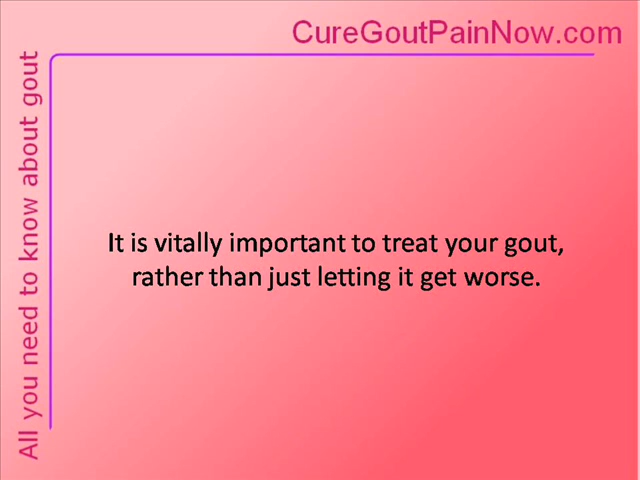 CureGoutPainNow.com
All you need to know about gout
It is vitally important to treat your gout,
rather than just letting it get worse.